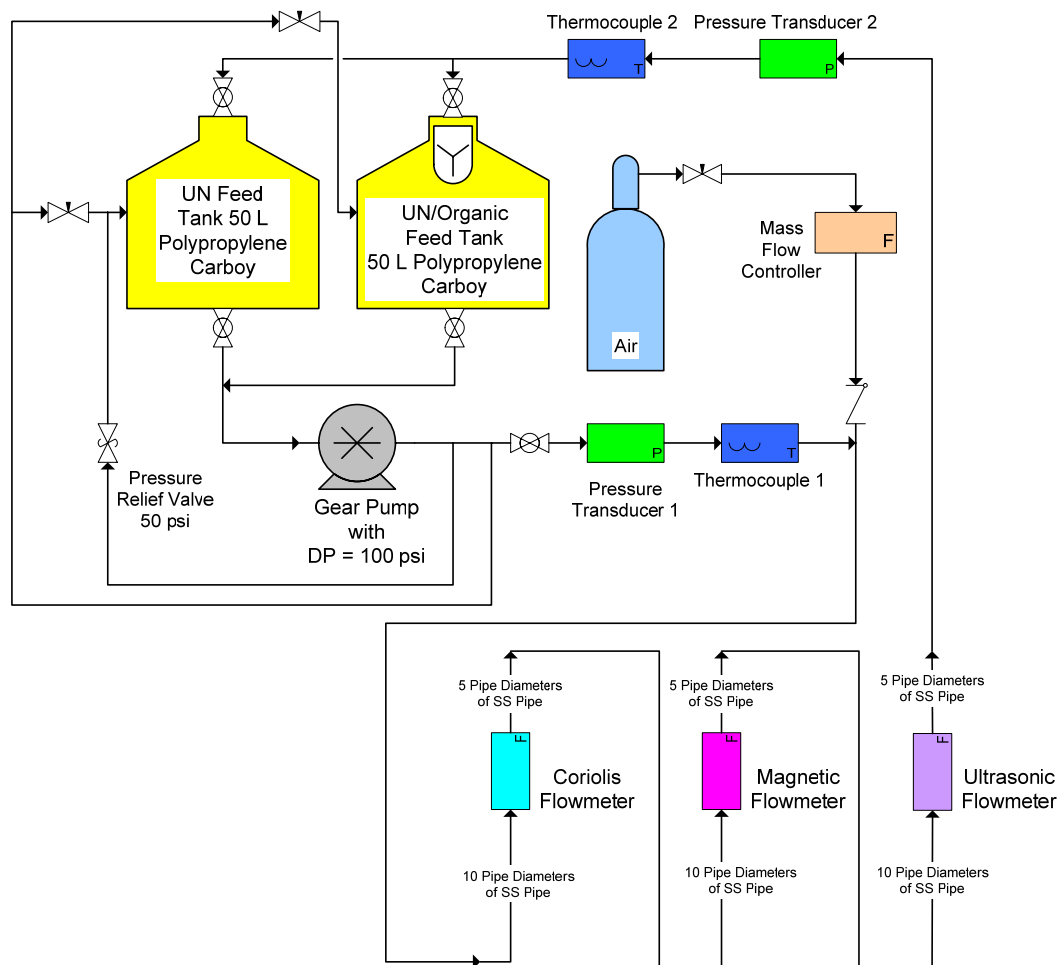 Thermocouple 2
Pressure Transducer 2
T
P
UN Feed
Tank 50 L
Polypropylene
Carboy
UN/Organic
Feed Tank
50 L Polypropylene
Carboy
Air
Mass
Flow
Controller
F
Pressure
Relief Valve
50 psi
Gear Pump
with
DP = 100 psi
P
Pressure
Transducer 1
T
Thermocouple 1
5 Pipe Diameters
of SS Pipe
F
Coriolis
Flowmeter
10 Pipe Diameters
of SS Pipe
5 Pipe Diameters
of SS Pipe
F
Magnetic
Flowmeter
10 Pipe Diameters
of SS Pipe
5 Pipe Diameters
of SS Pipe
F
Ultrasonic
Flowmeter
10 Pipe Diameters
of SS Pipe